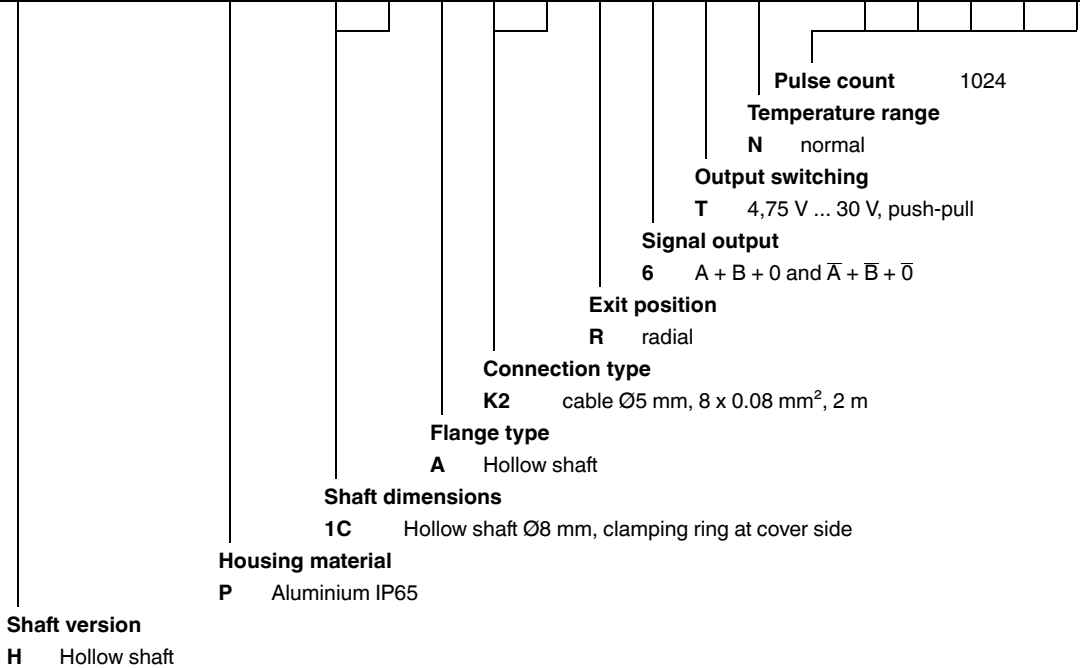 Pulse count 1024
Temperature range
N normal
Output switching
T 4,75 V ... 30 V, push-pull
Signal output
6 A + B + 0 and A̅ + B̅ + 0̅
Exit position
R radial
Connection type
K2 cable Ø5 mm, 8 x 0.08 mm², 2 m
Flange type
A Hollow shaft
Shaft dimensions
1C Hollow shaft Ø8 mm, clamping ring at cover side
Housing material
P Aluminium IP65
Shaft version
H Hollow shaft